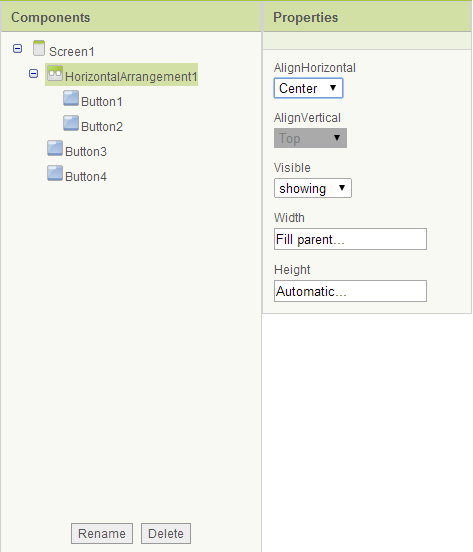 Components
Screen1
HorizontalArrangement1
Button1
Button2
Button3
Button4
Rename Delete
Properties
AlignHorizontal
Center
AlignVertical
Top
Visible
showing
Width
Fill parent...
Height
Automatic...